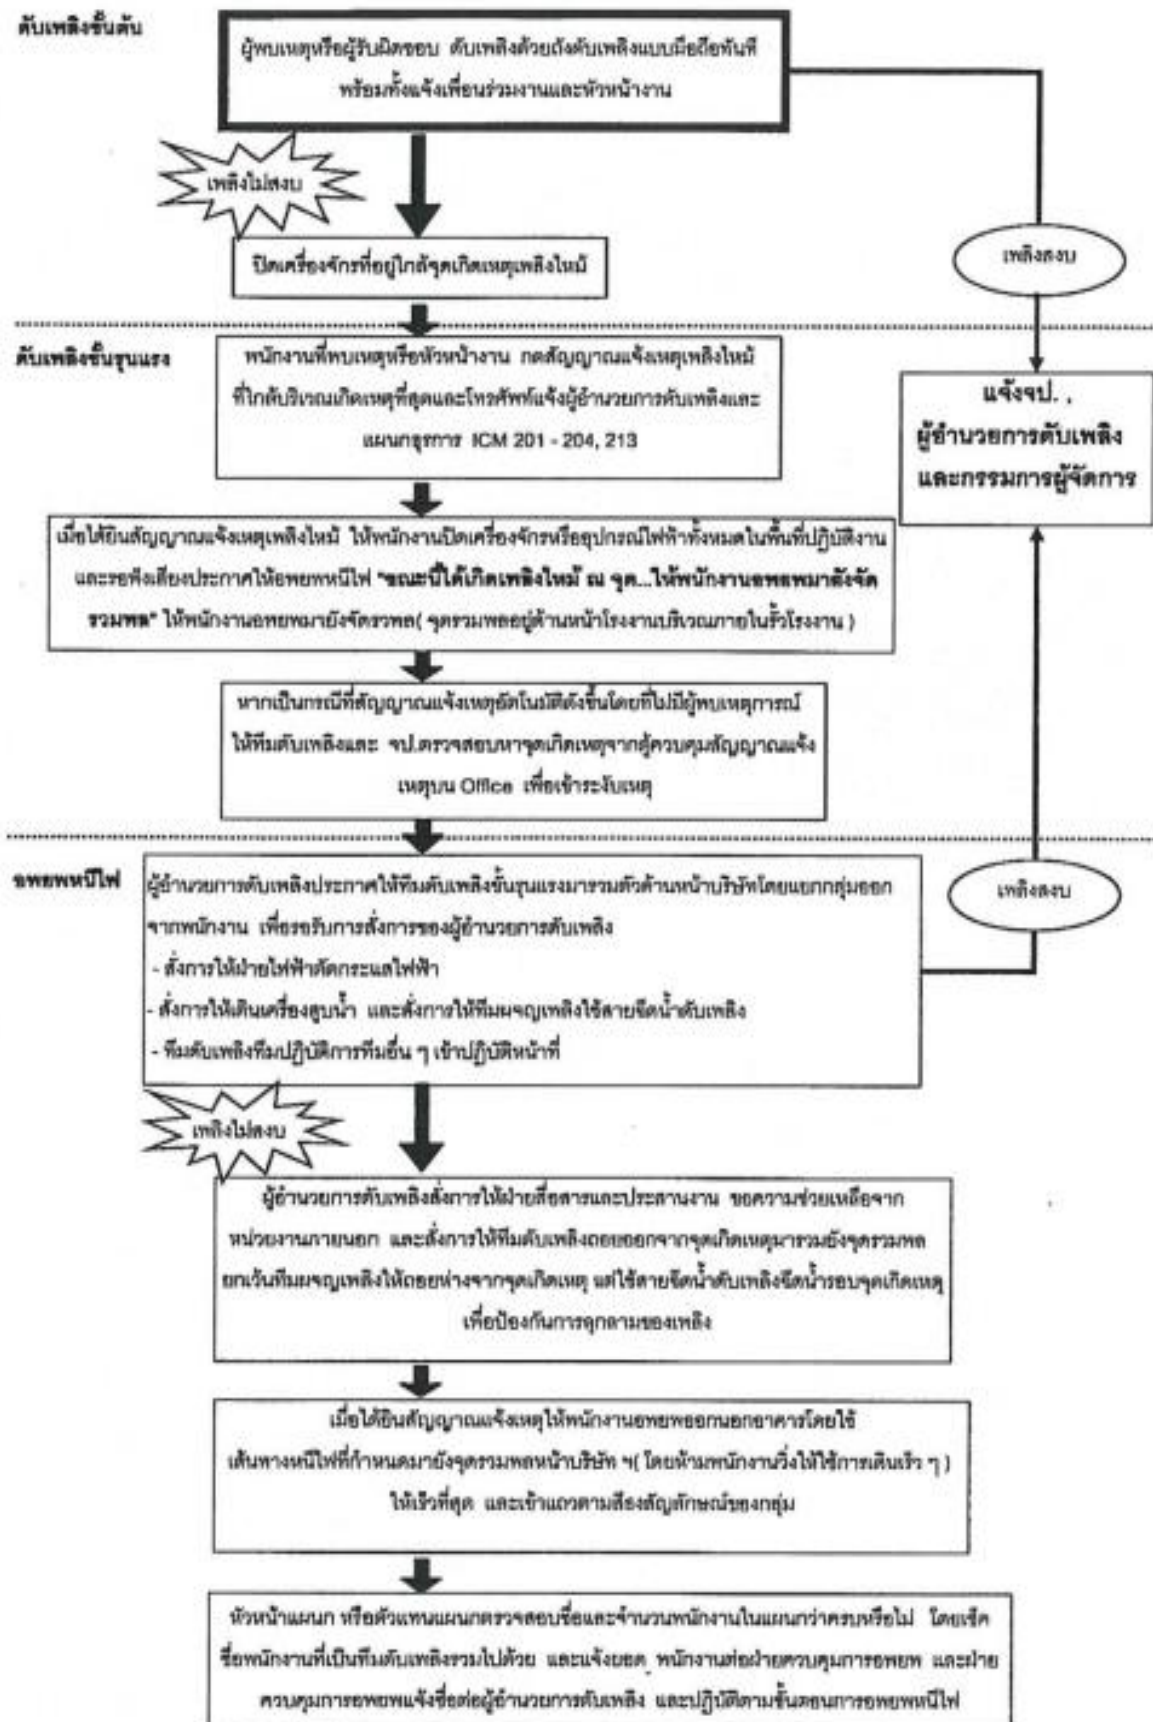 ดับเพลิงขั้นต้น
ผู้พบเหตุหรือผู้รับผิดชอบ ดับเพลิงด้วยถังดับเพลิงแบบมือถือทันที
พร้อมทั้งแจ้งเพื่อนร่วมงานและหัวหน้างาน
เพลิงไม่สงบ
ปิดเครื่องจักรที่อยู่ใกล้จุดเกิดเหตุเพลิงไหม้
เพลิงสงบ
ดับเพลิงขั้นรุนแรง
พนักงานที่พบเหตุหรือหัวหน้างาน กดสัญญาณแจ้งเหตุเพลิงไหม้
ที่ใกล้บริเวณเกิดเหตุที่สุดและโทรศัพท์แจ้งผู้อำนวยการดับเพลิงและ
แผนกธุรการ ICM 201 - 204, 213
แจ้งจป. ,
ผู้อำนวยการดับเพลิง
และกรรมการผู้จัดการ
เมื่อได้ยินสัญญาณแจ้งเหตุเพลิงไหม้ ให้พนักงานปิดเครื่องจักรหรืออุปกรณ์ไฟฟ้าทั้งหมดในพื้นที่ปฏิบัติงาน
และรอฟังเสียงประกาศให้อพยพหนีไฟ "ขณะนี้ได้เกิดเพลิงไหม้ ณ จุด...ให้พนักงานอพยพมายังจุด
รวมพล" ให้พนักงานอพยพมายังจุดรวมพล( จุดรวมพลอยู่ด้านหน้าโรงงานบริเวณภายในรั้วโรงงาน )
หากเป็นกรณีที่สัญญาณแจ้งเหตุอัตโนมัติดังขึ้นโดยที่ไม่มีผู้พบเหตุการณ์
ให้ทีมดับเพลิงและ จป.ตรวจสอบหาจุดเกิดเหตุจากตู้ควบคุมสัญญาณแจ้ง
เหตุบน Office เพื่อเข้าระงับเหตุ
อพยพหนีไฟ
ผู้อำนวยการดับเพลิงประกาศให้ทีมดับเพลิงขั้นรุนแรงมารวมตัวด้านหน้าบริษัทโดยแยกกลุ่มออก
จากพนักงาน เพื่อรอรับการสั่งการของผู้อำนวยการดับเพลิง
- สั่งการให้ฝ่ายไฟฟ้าตัดกระแสไฟฟ้า
- สั่งการให้เดินเครื่องสูบน้ำ และสั่งการให้ทีมผจญเพลิงใช้สายฉีดน้ำดับเพลิง
- ทีมดับเพลิงทีมปฏิบัติการทีมอื่น ๆ เข้าปฏิบัติหน้าที่
เพลิงสงบ
เพลิงไม่สงบ
ผู้อำนวยการดับเพลิงสั่งการให้ฝ่ายสื่อสารและประสานงาน ขอความช่วยเหลือจาก
หน่วยงานภายนอก และสั่งการให้ทีมดับเพลิงถอยออกจากจุดเกิดเหตุมารวมยังจุดรวมพล
ยกเว้นทีมผจญเพลิงให้ถอยห่างจากจุดเกิดเหตุ แต่ใช้สายฉีดน้ำดับเพลิงฉีดน้ำรอบจุดเกิดเหตุ
เพื่อป้องกันการลุกลามของเพลิง
เมื่อได้ยินสัญญาณแจ้งเหตุให้พนักงานอพยพออกนอกอาคารโดยใช้
เส้นทางหนีไฟที่กำหนดมายังจุดรวมพลหน้าบริษัท ฯ( โดยห้ามพนักงานวิ่งให้ใช้การเดินเร็ว ๆ )
ให้เร็วที่สุด และเข้าแถวตามสีธงสัญลักษณ์ของกลุ่ม
หัวหน้าแผนก หรือตัวแทนแผนกตรวจสอบชื่อและจำนวนพนักงานในแผนกว่าครบหรือไม่ โดยเช็ค
ชื่อพนักงานที่เป็นทีมดับเพลิงรวมไปด้วย และแจ้งยอด พนักงานต่อฝ่ายควบคุมการอพยพ และฝ่าย
ควบคุมการอพยพแจ้งชื่อต่อผู้อำนวยการดับเพลิง และปฏิบัติตามขั้นตอนการอพยพหนีไฟ